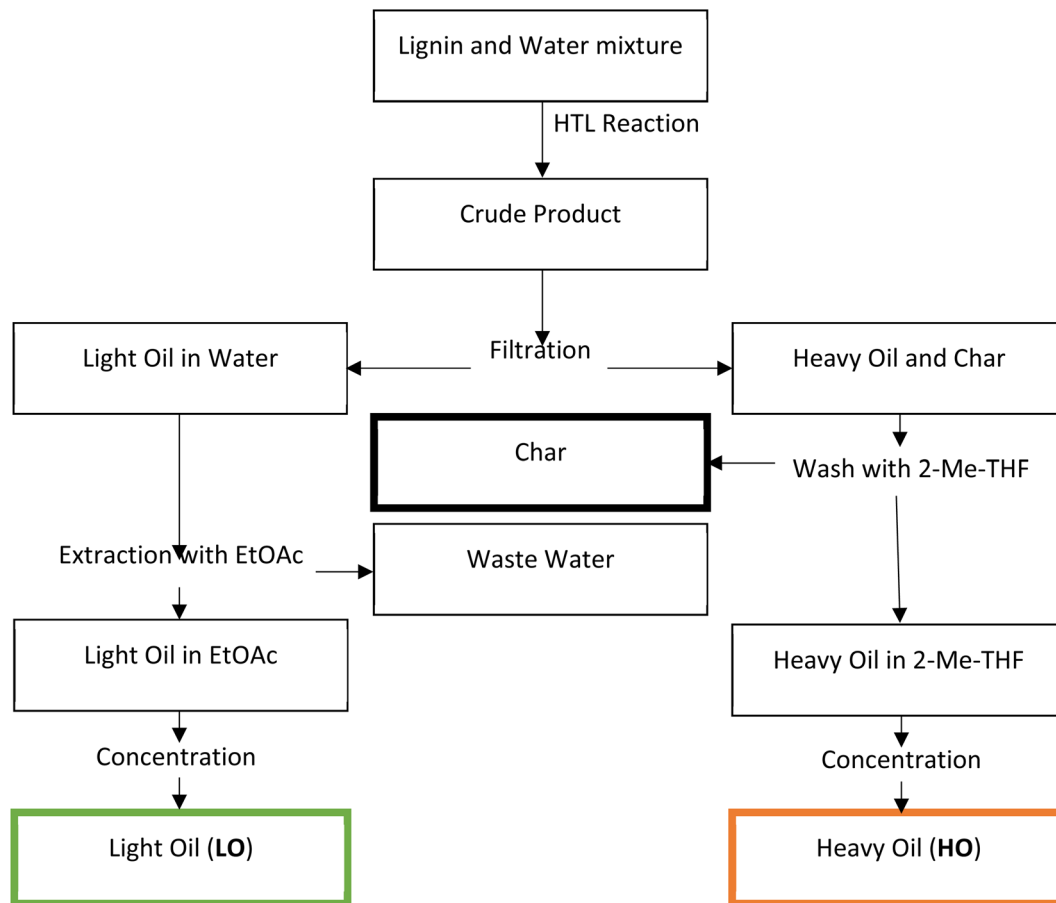 Lignin and Water mixture
HTL Reaction
Crude Product
Filtration
Light Oil in Water
Heavy Oil and Char
Char
Wash with 2-Me-THF
Extraction with EtOAc
Waste Water
Light Oil in EtOAc
Heavy Oil in 2-Me-THF
Concentration
Concentration
Light Oil (LO)
Heavy Oil (HO)